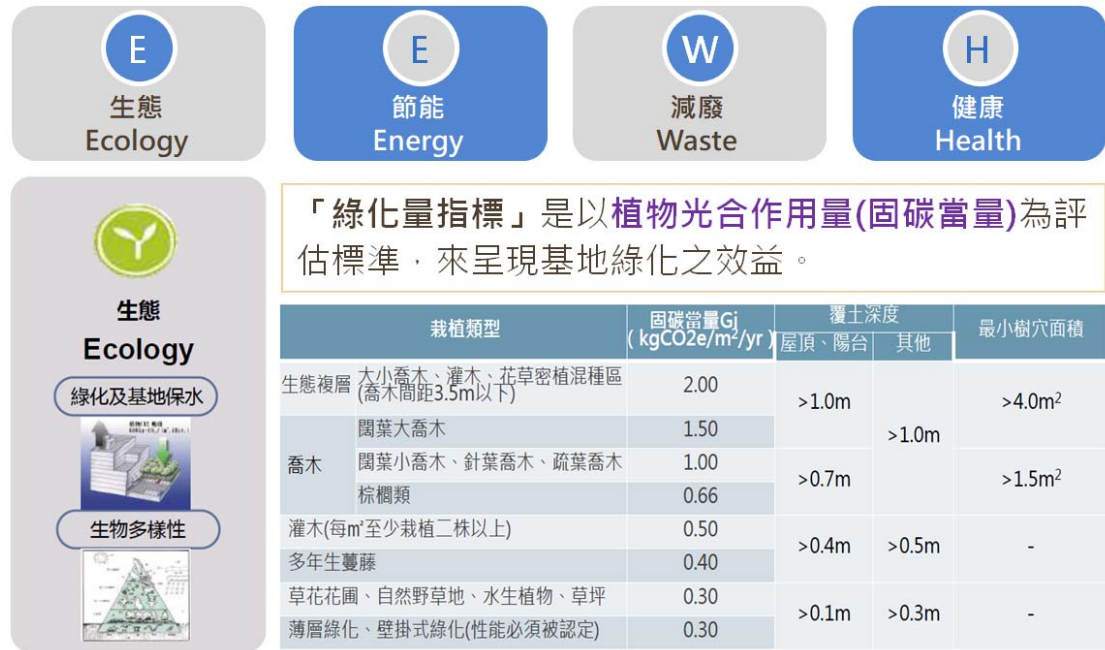 E
生態
Ecology
E
節能
Energy
W
減廢
Waste
H
健康
Health
生態
Ecology
綠化及基地保水
生物多樣性
「綠化量指標」是以植物光合作用量(固碳當量)為評
估標準，來呈現基地綠化之效益。
栽植類型
固碳當量Gj
( kgCO2e/m²/yr )
覆土深度
屋頂、陽台
其他
最小樹穴面積
生態複層
大小喬木、灌木、花草密植混種區
(喬木間距3.5m以下)
2.00
>1.0m
>1.0m
>4.0m²
喬木
闊葉大喬木
1.50
闊葉小喬木、針葉喬木、疏葉喬木
1.00
>0.7m
>1.5m²
棕櫚類
0.66
灌木(每㎡至少栽植二株以上)
0.50
>0.4m
>0.5m
-
多年生蔓藤
0.40
草花花圃、自然野草地、水生植物、草坪
0.30
>0.1m
>0.3m
-
薄層綠化、壁掛式綠化(性能必須被認定)
0.30